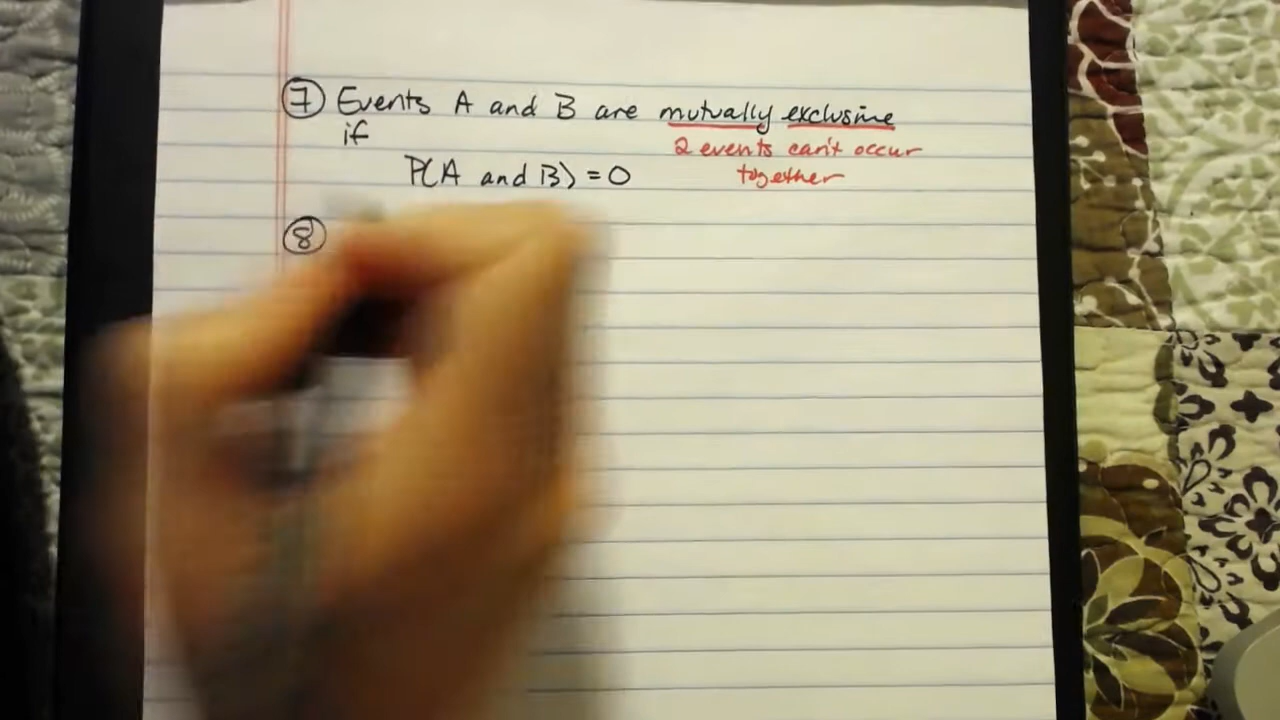 ⑦ Events A and B are mutually exclusive
if
2 events can't occur
P(A and B) = 0
together
⑧